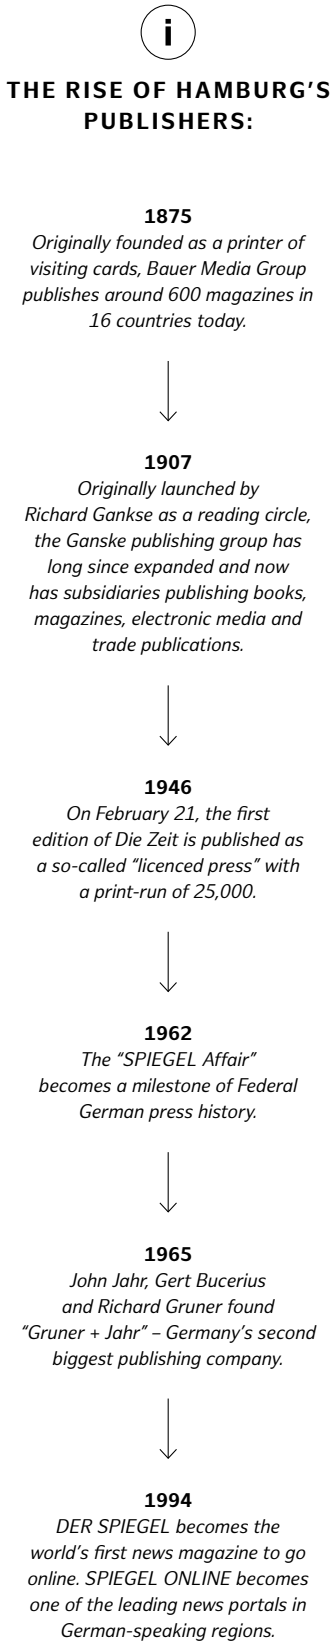 i
THE RISE OF HAMBURG'S
PUBLISHERS:
1875
Originally founded as a printer of
visiting cards, Bauer Media Group
publishes around 600 magazines in
16 countries today.
1907
Originally launched by
Richard Gankse as a reading circle,
the Ganske publishing group has
long since expanded and now
has subsidiaries publishing books,
magazines, electronic media and
trade publications.
1946
On February 21, the first
edition of Die Zeit is published as
a so-called “licenced press” with
a print-run of 25,000.
1962
The “SPIEGEL Affair”
becomes a milestone of Federal
German press history.
1965
John Jahr, Gert Bucerius
and Richard Gruner found
“Gruner + Jahr” – Germany's second
biggest publishing company.
1994
DER SPIEGEL becomes the
world's first news magazine to go
online. SPIEGEL ONLINE becomes
one of the leading news portals in
German-speaking regions.